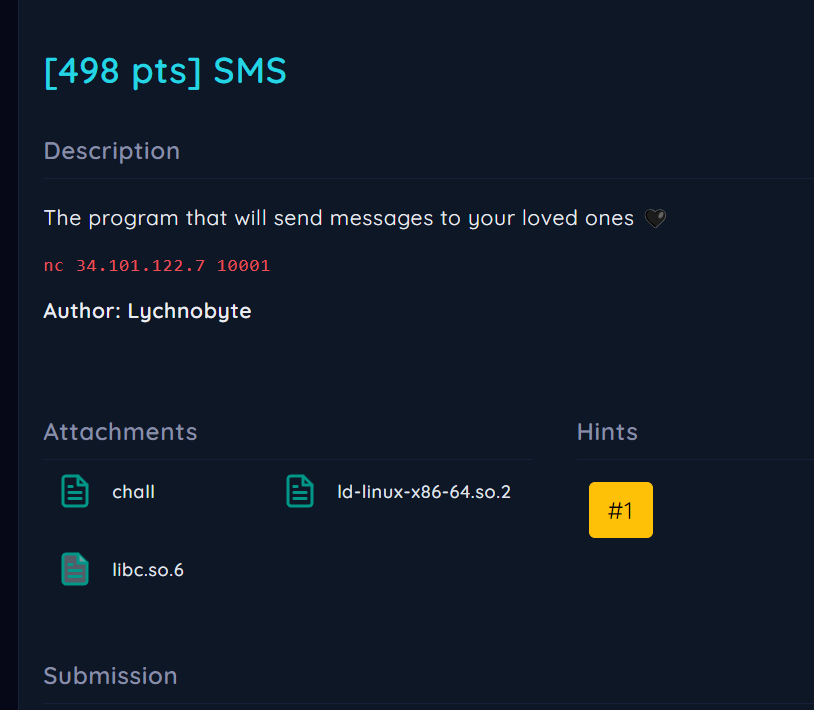 [498 pts] SMS
Description
The program that will send messages to your loved ones 🖤
nc 34.101.122.7 10001
Author: Lychnobyte
Attachments
Hints
chall
ld-linux-x86-64.so.2
#1
libc.so.6
Submission